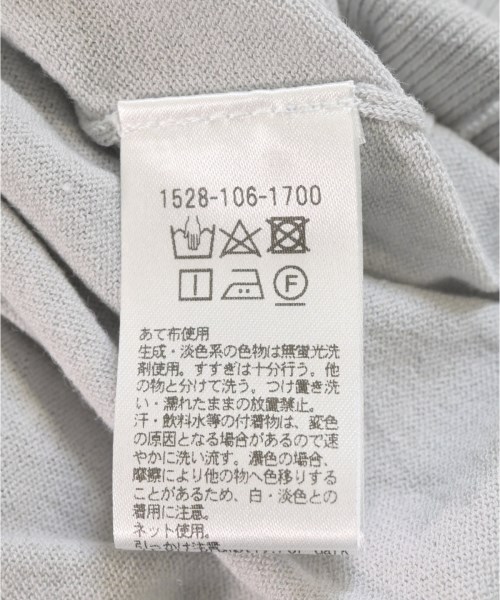 1528-106-1700
F
あて布使用
生成・淡色系の色物は無蛍光洗
剤使用。すすぎは十分行う。他
の物と分けて洗う。つけ置き洗
い・濡れたままの放置禁止。
汗・飲料水等の付着物は、変色
の原因となる場合があるので速
やかに洗い流す。濃色の場合、
摩擦により他の物へ色移りする
ことがあるため、白・淡色との
着用に注意。
ネット使用。
引っかけ注意